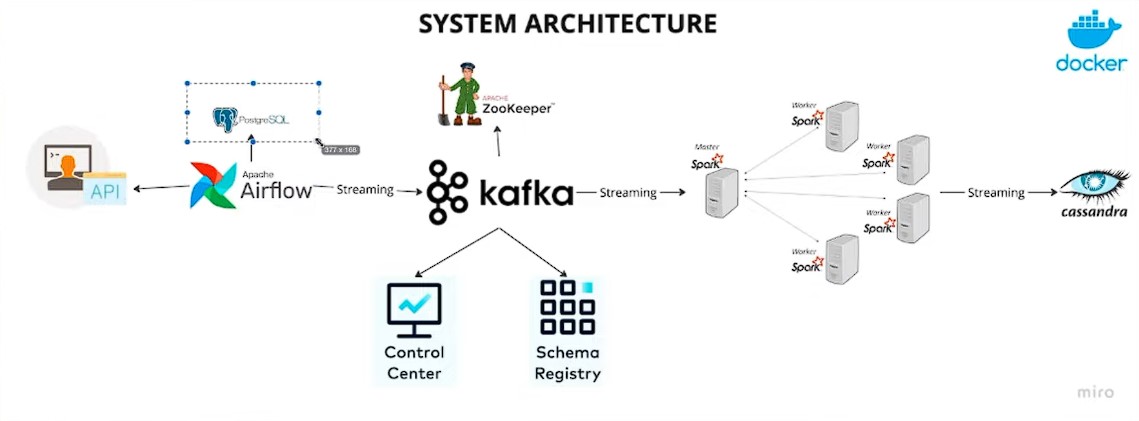 SYSTEM ARCHITECTURE
docker
PostgreSQL
377 x 166
APACHE
ZooKeeper™
>_
API
Apache
Airflow
Streaming
kafka
Streaming
Master
Spark
Worker
Spark
Worker
Spark
Worker
Spark
Worker
Spark
Streaming
cassandra
Control
Center
Schema
Registry
miro